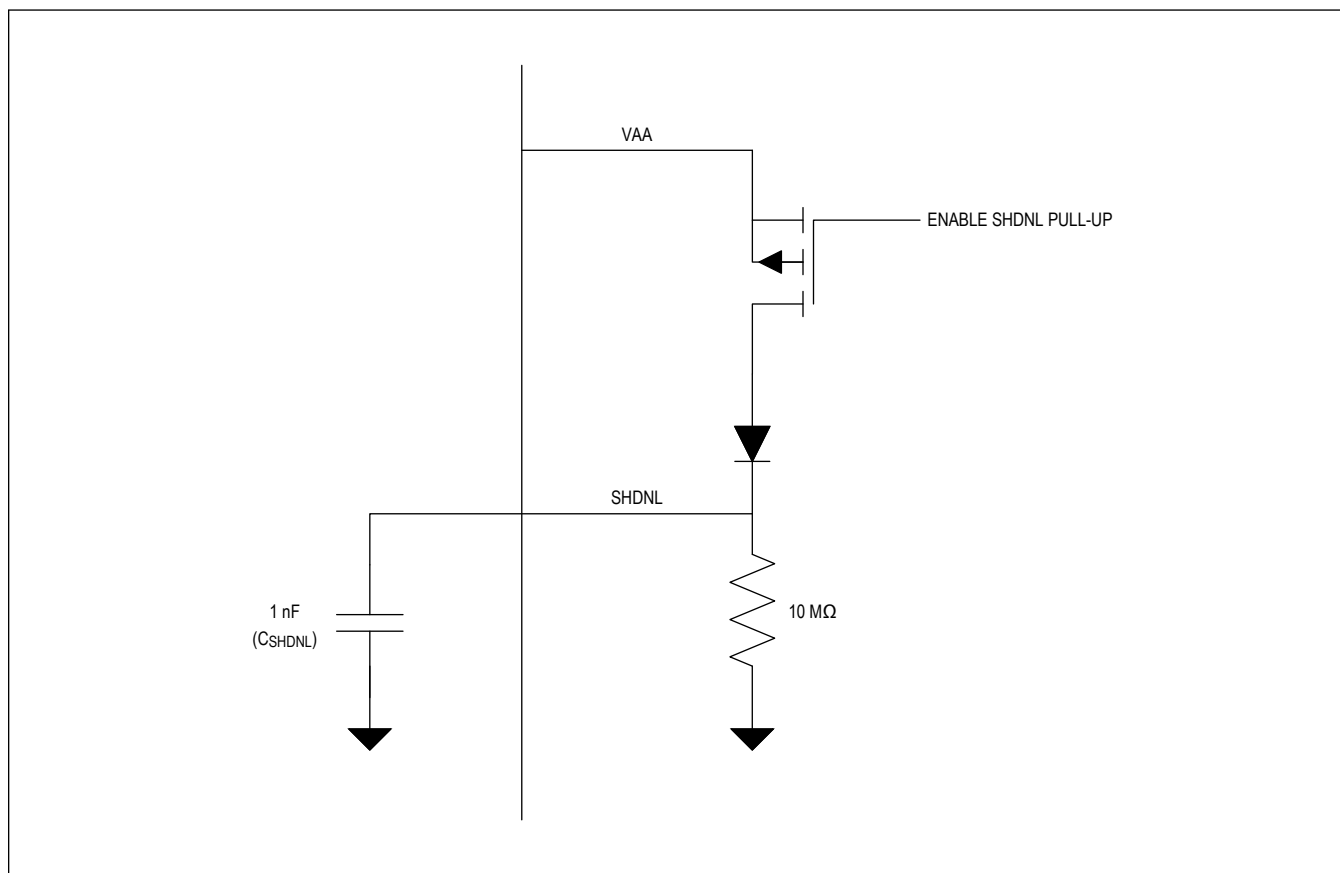 VAA
ENABLE SHDNL PULL-UP
SHDNL
1 nF
(CSHDNL)
10 MΩ